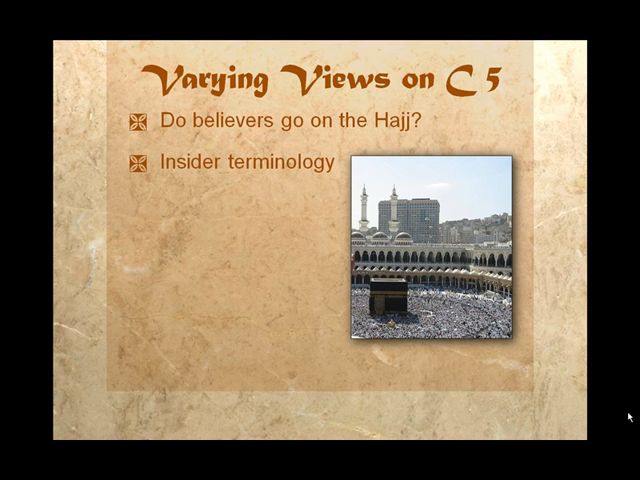 Varying Views on C 5
Do believers go on the Hajj?
Insider terminology